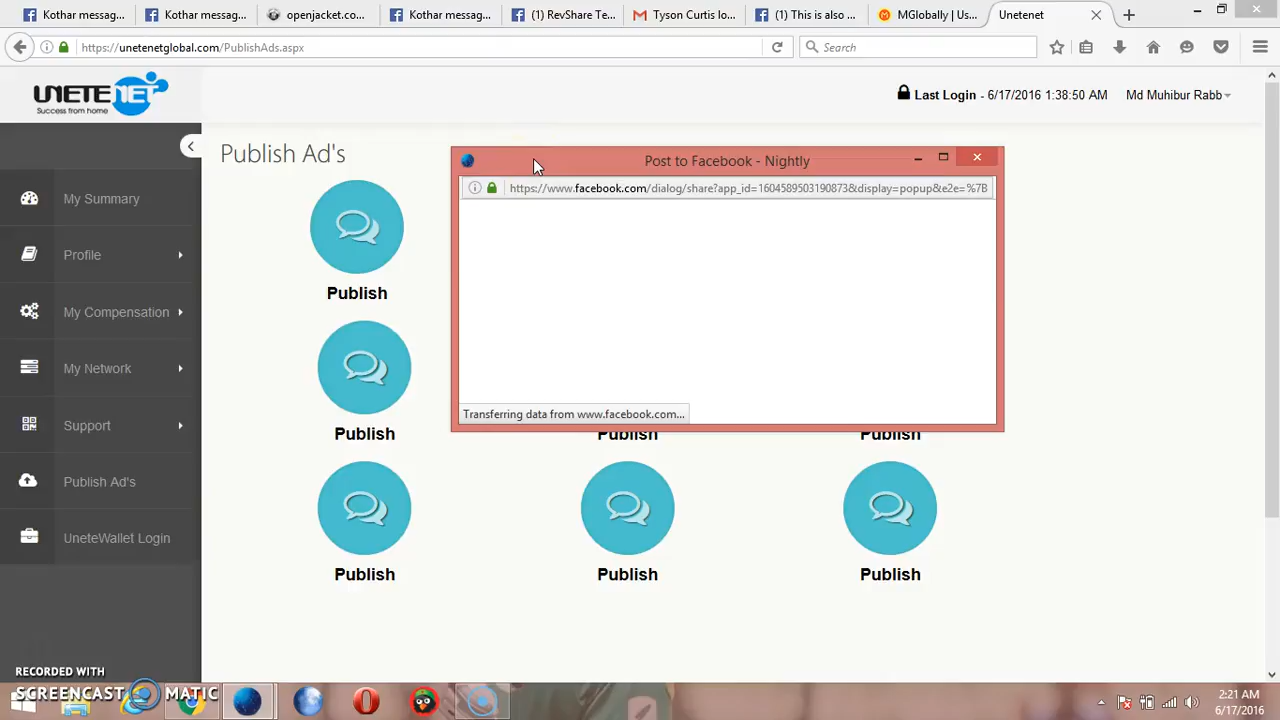 Kothar messag...
Kothar messag...
openjacket.co...
Kothar messag...
(1) RevShare Te...
Tyson Curtis lo...
(1) (This is also ...
MGlobally | Us...
Unetenet
https://unetenetglobal.com/PublishAds.aspx
Search
UNETENET
Success from home
Last Login - 6/17/2016 1:38:50 AM
Md Muhibur Rabb
Publish Ad's
Post to Facebook - Nightly
https://www.facebook.com/dialog/share?app_id=1604589503190873&display=popup&e2e=%7B
My Summary
Profile
My Compensation
My Network
Support
Publish Ad's
UneteWallet Login
Publish
Transferring data from www.facebook.com...
Publish
Publish
Publish
Publish
Publish
Publish
RECORDED WITH
SCREENCAST MATIC
2:21 AM
6/17/2016